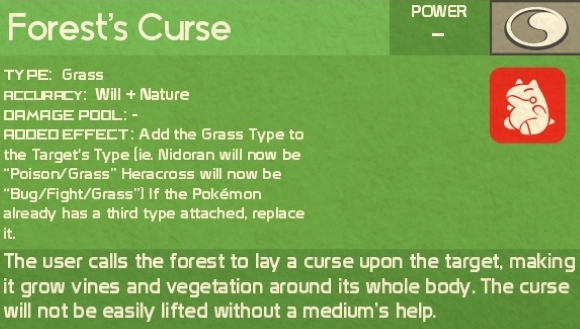 Forest's Curse
POWER
–
TYPE: Grass
ACCURACY: Will + Nature
DAMAGE POOL: -
ADDED EFFECT: Add the Grass Type to
the Target's Type (ie. Nidoran will now be
"Poison/Grass" Heracross will now be
"Bug/Fight/Grass") If the Pokémon
already has a third type attached, replace
it.
The user calls the forest to lay a curse upon the target, making
it grow vines and vegetation around its whole body. The curse
will not be easily lifted without a medium's help.